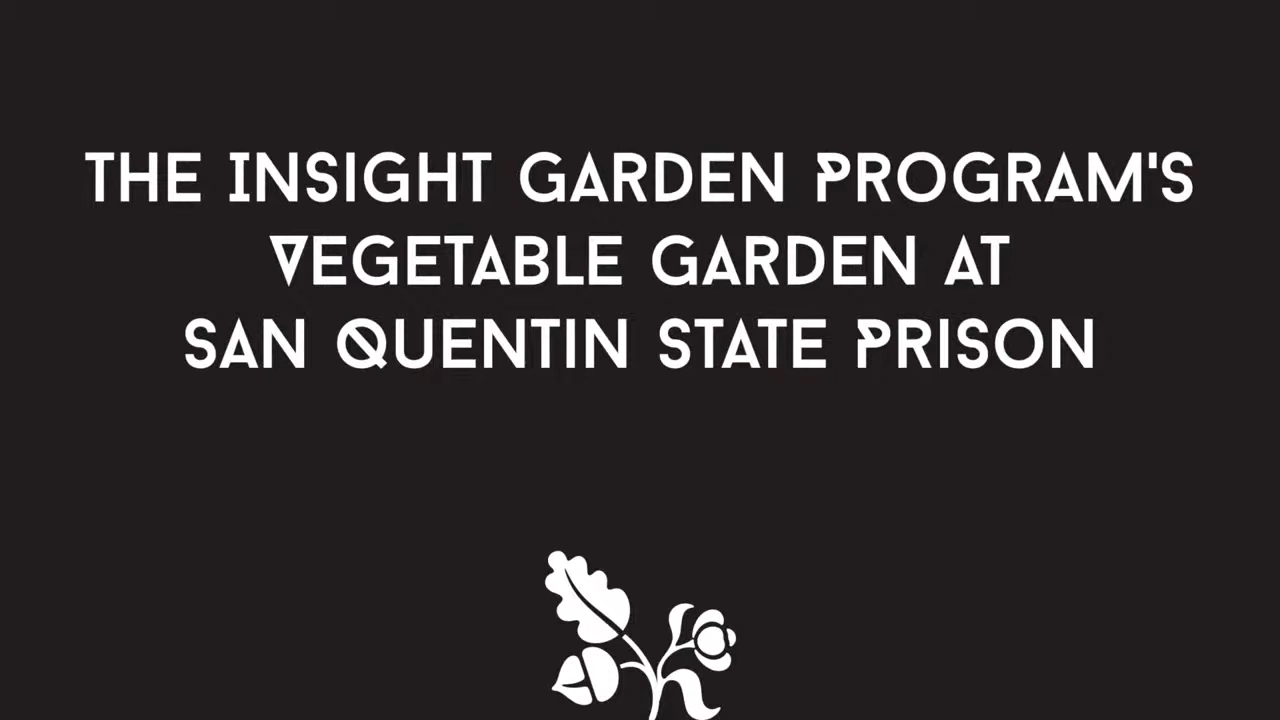 THE INSIGHT GARDEN PROGRAM'S
VEGETABLE GARDEN AT
SAN QUENTIN STATE PRISON